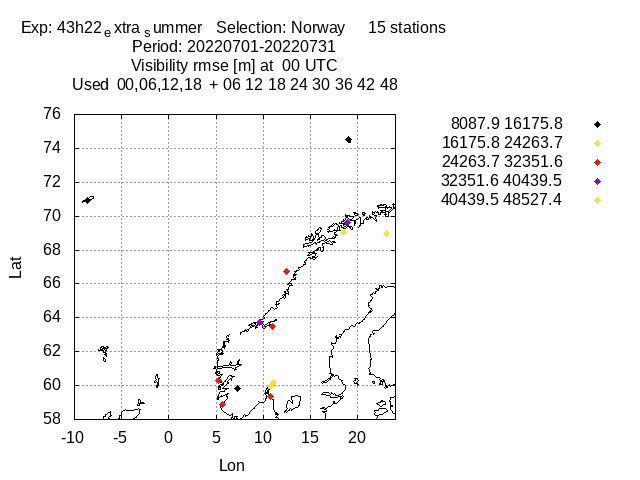 Exp: 43h22extrasummer   Selection: Norway     15 stations
Period: 20220701-20220731
Visibility rmse [m] at  00 UTC
Used  00,06,12,18  + 06 12 18 24 30 36 42 48
8087.9 16175.8
16175.8 24263.7
24263.7 32351.6
32351.6 40439.5
40439.5 48527.4
76
74
72
70
68
66
64
62
60
58
Lat
-10 -5 0 5 10 15 20
Lon